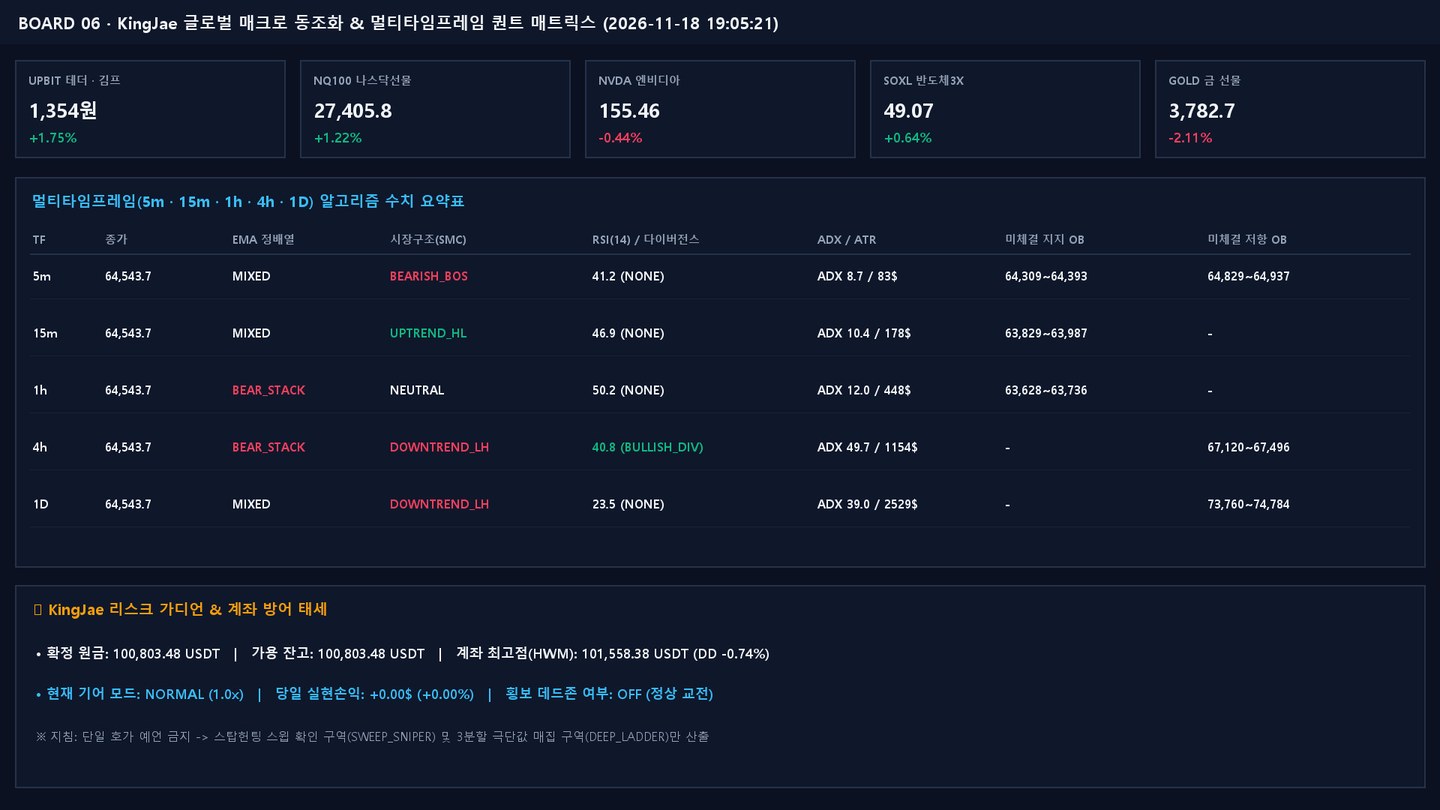 BOARD 06 · KingJae 글로벌 매크로 동조화 & 멀티타임프레임 퀀트 매트릭스 (2026-11-18 19:05:21)
UPBIT 테더 · 김프
1,354원
+1.75%
NQ100 나스닥선물
27,405.8
+1.22%
NVDA 엔비디아
155.46
-0.44%
SOXL 반도체3X
49.07
+0.64%
GOLD 금 선물
3,782.7
-2.11%
멀티타임프레임(5m · 15m · 1h · 4h · 1D) 알고리즘 수치 요약표
TF 종가 EMA 정배열 시장구조(SMC) RSI(14) / 다이버전스 ADX / ATR 미체결 지지 OB 미체결 저항 OB
5m 64,543.7 MIXED BEARISH_BOS 41.2 (NONE) ADX 8.7 / 83$ 64,309~64,393 64,829~64,937
15m 64,543.7 MIXED UPTREND_HL 46.9 (NONE) ADX 10.4 / 178$ 63,829~63,987 -
1h 64,543.7 BEAR_STACK NEUTRAL 50.2 (NONE) ADX 12.0 / 448$ 63,628~63,736 -
4h 64,543.7 BEAR_STACK DOWNTREND_LH 40.8 (BULLISH_DIV) ADX 49.7 / 1154$ - 67,120~67,496
1D 64,543.7 MIXED DOWNTREND_LH 23.5 (NONE) ADX 39.0 / 2529$ - 73,760~74,784
KingJae 리스크 가디언 & 계좌 방어 태세
• 확정 원금: 100,803.48 USDT | 가용 잔고: 100,803.48 USDT | 계좌 최고점(HWM): 101,558.38 USDT (DD -0.74%)
• 현재 기어 모드: NORMAL (1.0x) | 당일 실현손익: +0.00$ (+0.00%) | 횡보 데드존 여부: OFF (정상 교전)
※ 지침: 단일 호가 예언 금지 -> 스탑헌팅 스윕 확인 구역(SWEEP_SNIPER) 및 3분할 극단값 매집 구역(DEEP_LADDER)만 산출